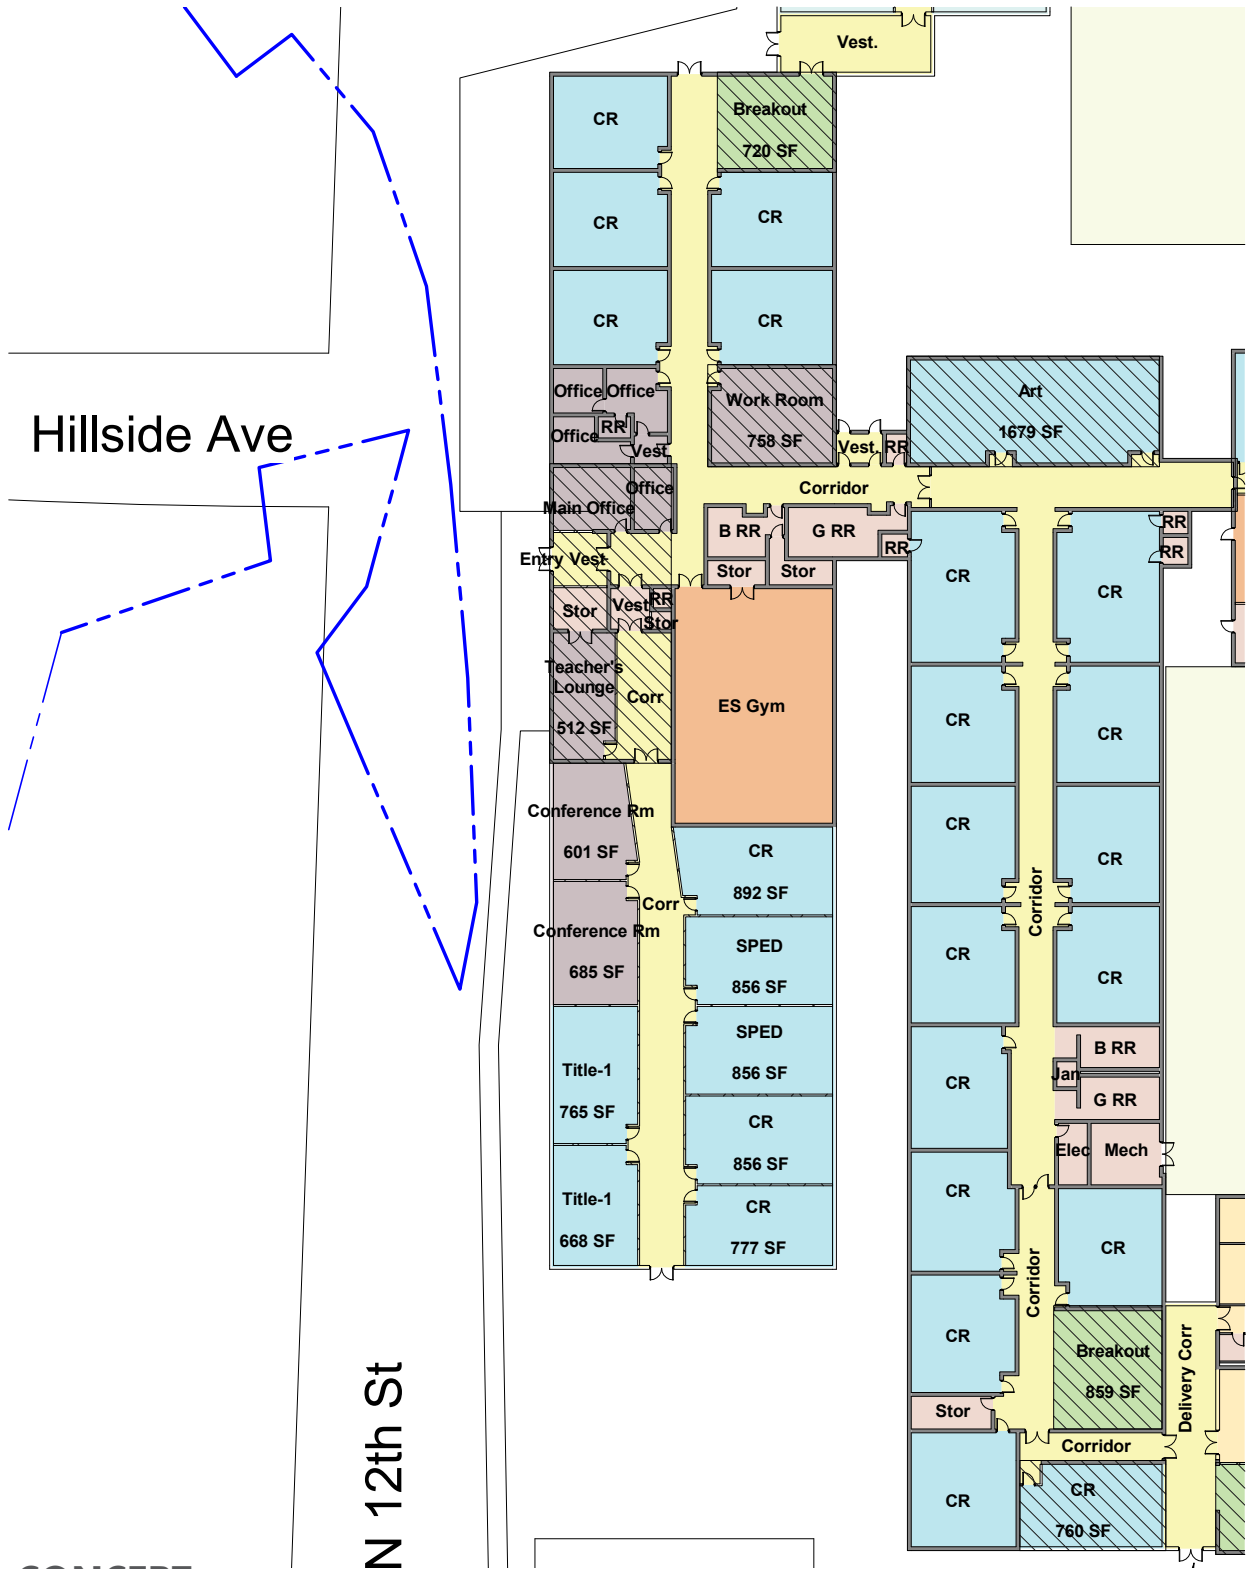 Vest.
CR
Breakout
720 SF
CR
CR
CR
CR
Office
Office
Work Room
Art
Hillside Ave
Office
RR
758 SF
1679 SF
Vest.
Vest.
RR
Office
Corridor
Main Office
B RR
G RR
RR
RR
RR
Entry Vest
Stor
Stor
CR
CR
Stor
Vest
RR
Stor
Teacher's
Lounge
Corr
512 SF
ES Gym
CR
CR
Conference Rm
601 SF
CR
892 SF
CR
CR
Corr
Corridor
Conference Rm
685 SF
SPED
856 SF
CR
CR
SPED
856 SF
Title-1
765 SF
CR
B RR
Jan
G RR
CR
856 SF
Elec
Mech
Title-1
668 SF
CR
777 SF
CR
CR
Corridor
CR
Breakout
859 SF
Delivery Corr
Stor
Corridor
N 12th St
CR
CR
760 SF